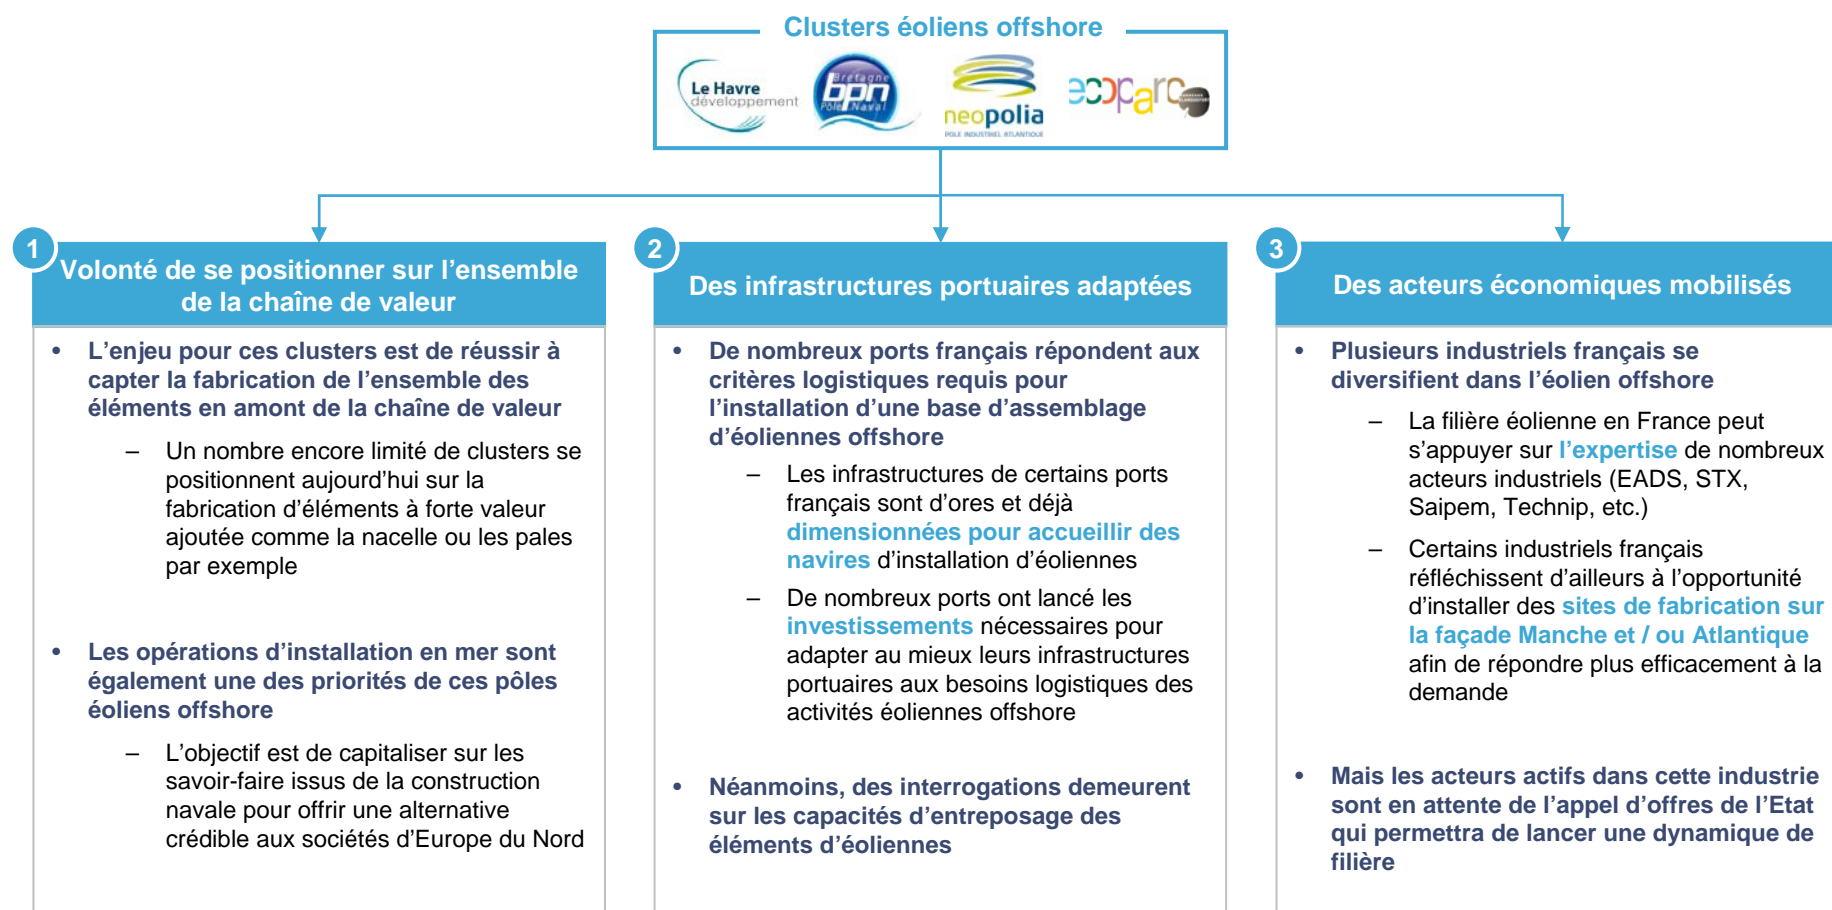 Clusters éoliens offshore
Le Havre
développement
Bretagne
bpn
Pôle Naval
neopolia
POLE INDUSTRIEL ATLANTIQUE
ecoparc
1
Volonté de se positionner sur l’ensemble
de la chaîne de valeur
• L’enjeu pour ces clusters est de réussir à
capter la fabrication de l’ensemble des
éléments en amont de la chaîne de valeur
– Un nombre encore limité de clusters se
positionnent aujourd’hui sur la
fabrication d’éléments à forte valeur
ajoutée comme la nacelle ou les pales
par exemple
• Les opérations d’installation en mer sont
également une des priorités de ces pôles
éoliens offshore
– L’objectif est de capitaliser sur les
savoir-faire issus de la construction
navale pour offrir une alternative
crédible aux sociétés d’Europe du Nord
2
Des infrastructures portuaires adaptées
• De nombreux ports français répondent aux
critères logistiques requis pour
l’installation d’une base d’assemblage
d’éoliennes offshore
– Les infrastructures de certains ports
français sont d’ores et déjà
dimensionnées pour accueillir des
navires d’installation d’éoliennes
– De nombreux ports ont lancé les
investissements nécessaires pour
adapter au mieux leurs infrastructures
portuaires aux besoins logistiques des
activités éoliennes offshore
• Néanmoins, des interrogations demeurent
sur les capacités d’entreposage des
éléments d’éoliennes
3
Des acteurs économiques mobilisés
• Plusieurs industriels français se
diversifient dans l’éolien offshore
– La filière éolienne en France peut
s’appuyer sur l’expertise de nombreux
acteurs industriels (EADS, STX,
Saipem, Technip, etc.)
– Certains industriels français
réfléchissent d’ailleurs à l’opportunité
d’installer des sites de fabrication sur
la façade Manche et / ou Atlantique
afin de répondre plus efficacement à la
demande
• Mais les acteurs actifs dans cette industrie
sont en attente de l’appel d’offres de l’Etat
qui permettra de lancer une dynamique de
filière